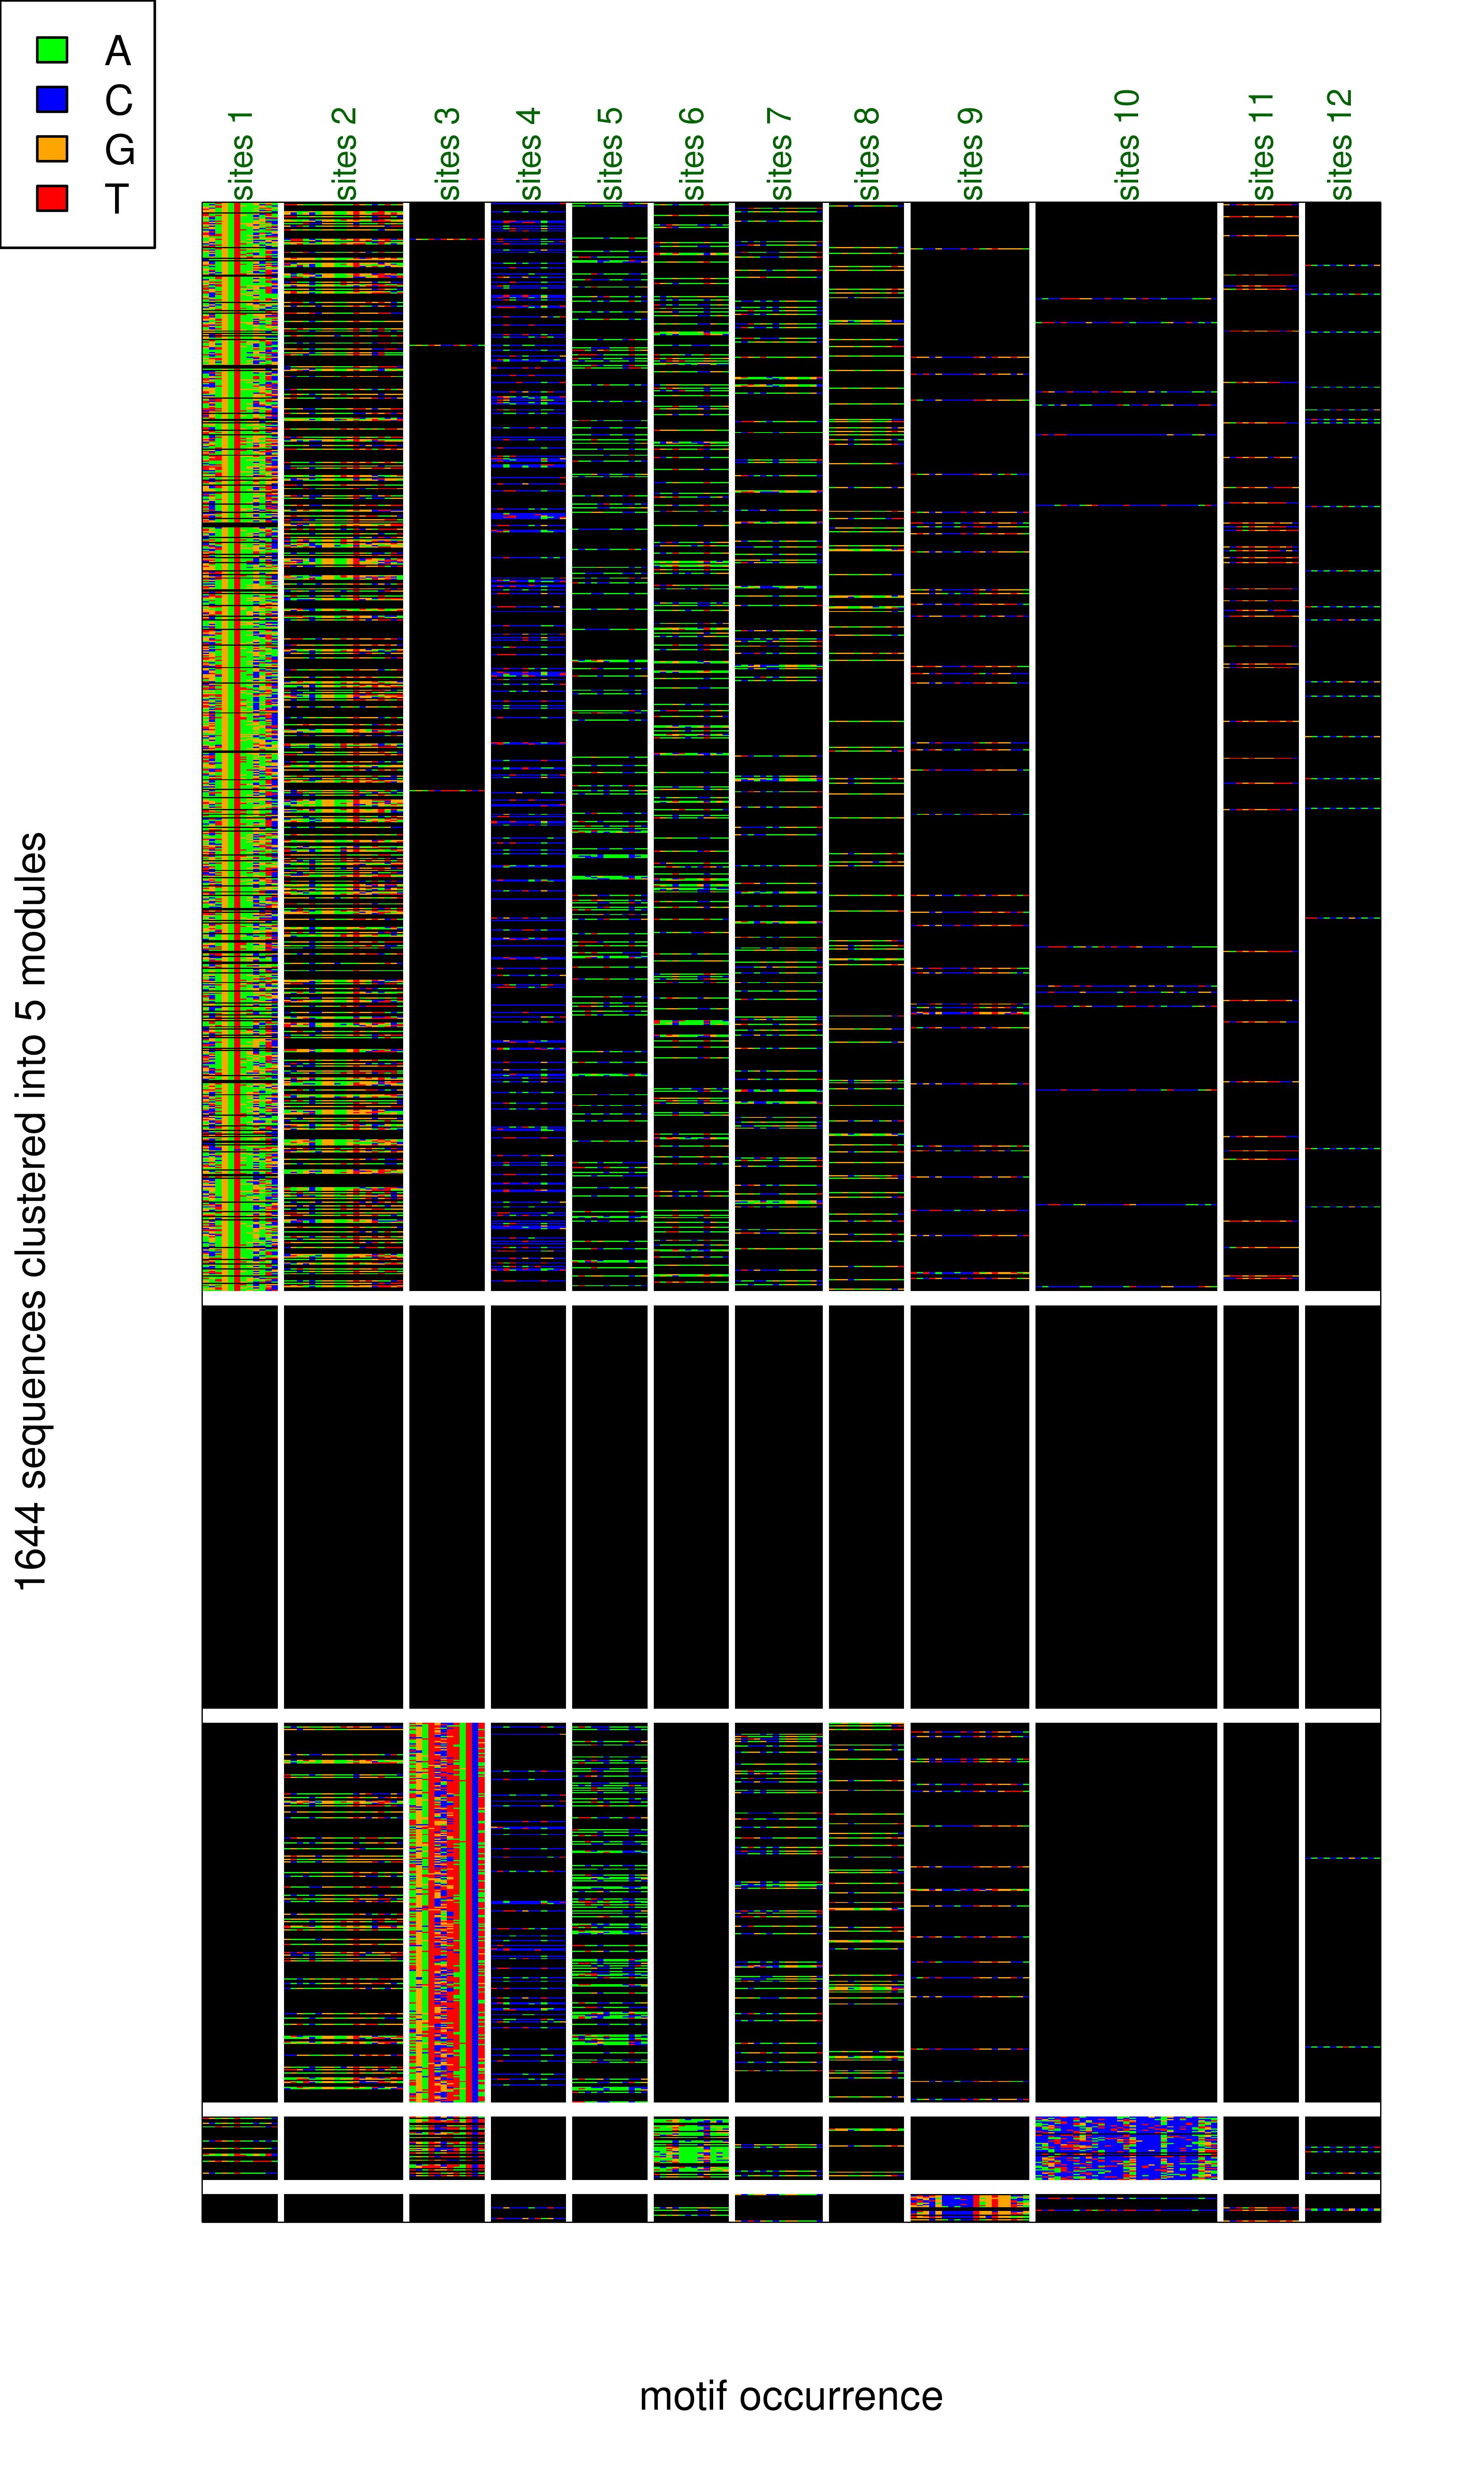 A
C
G
T
sites 1
sites 2
sites 3
sites 4
sites 5
sites 6
sites 7
sites 8
sites 9
sites 10
sites 11
sites 12
1644 sequences clustered into 5 modules
motif occurrence